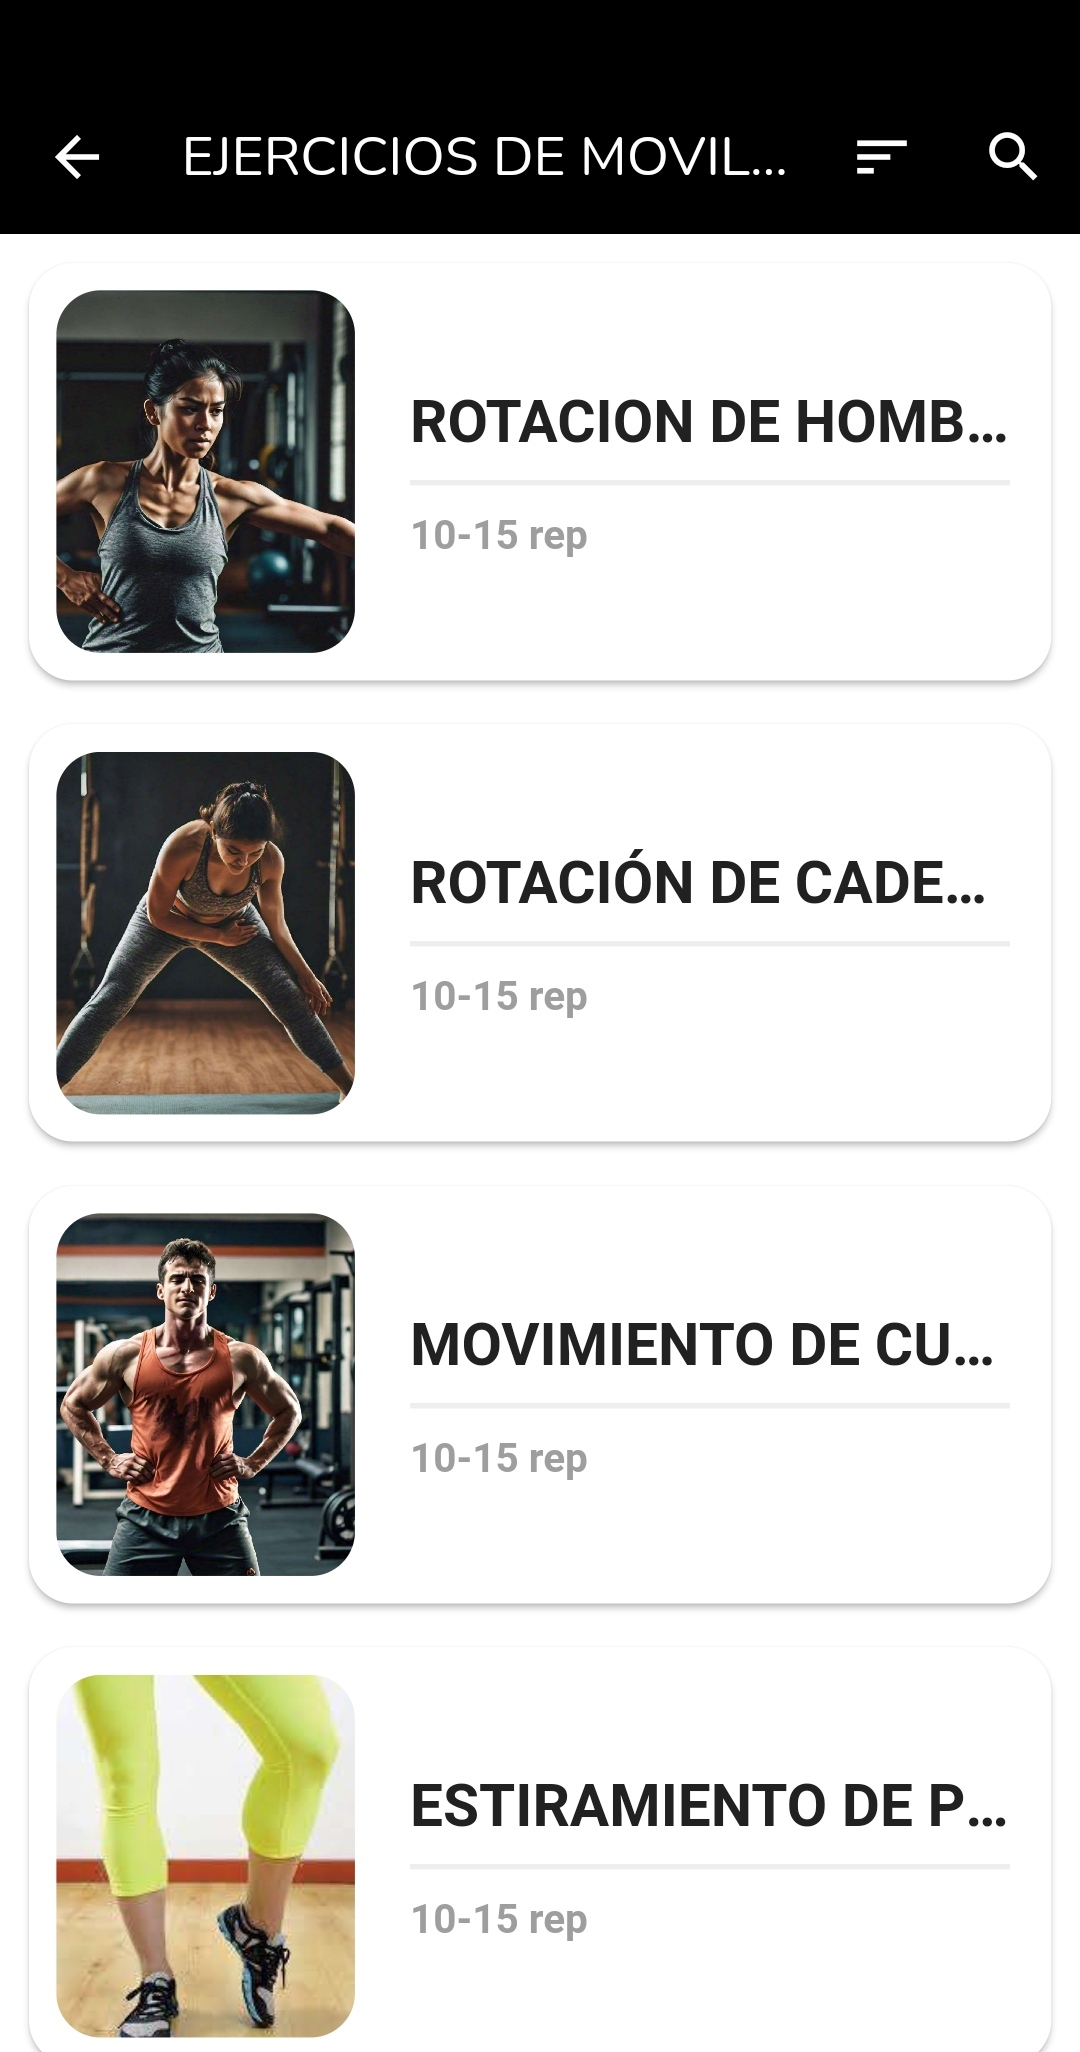 EJERCICIOS DE MOVIL...
ROTACION DE HOMB...
10-15 rep
ROTACIÓN DE CADE...
10-15 rep
MOVIMIENTO DE CU...
10-15 rep
ESTIRAMIENTO DE P...
10-15 rep